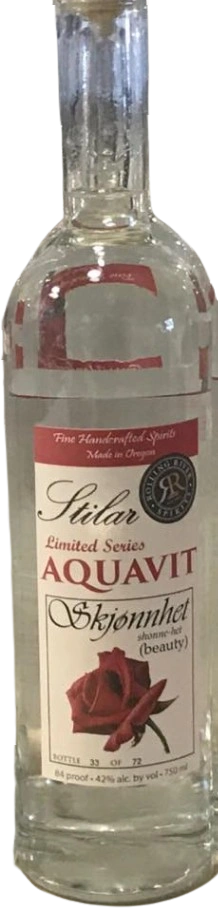 Fine Handcrafted Spirits
Made in Oregon
ROLLING RIVER
RR
SPIRITS
Stilar
Limited Series
AQUAVIT
Skjønnhet
shonne-het
(beauty)
BOTTLE 33 OF 72
84 proof • 42% alc. by vol • 750 ml